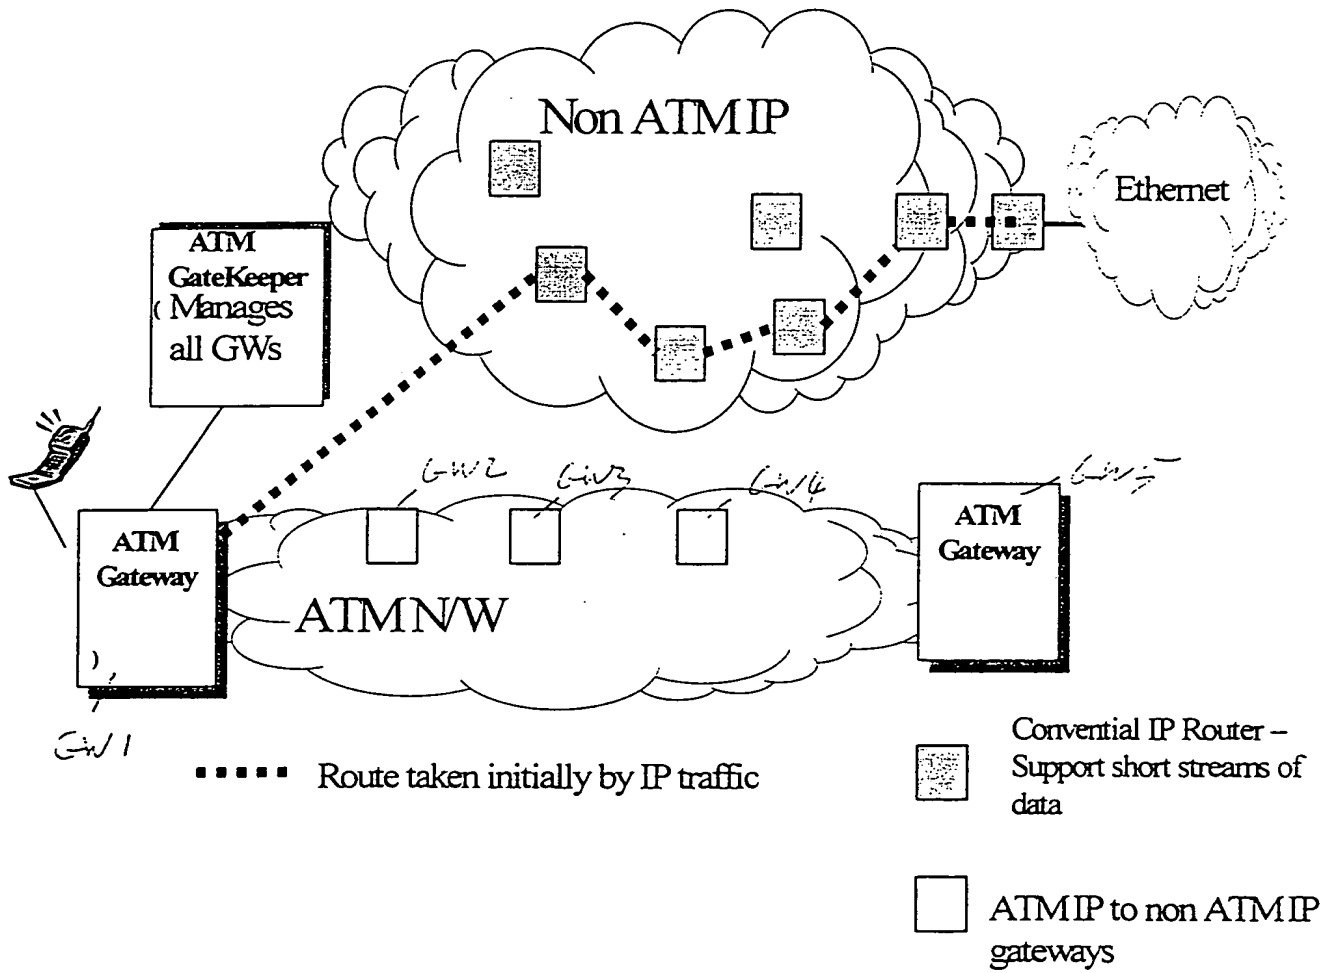 Non ATM IP
Ethernet
ATM
GateKeeper
( Manages
all GWs
GW2
GW3
GW4
GW5
ATM
Gateway
)
ATM
Gateway
ATM N/W
GW1
Route taken initially by IP traffic
Convential IP Router –
Support short streams of
data
ATM IP to non ATM IP
gateways